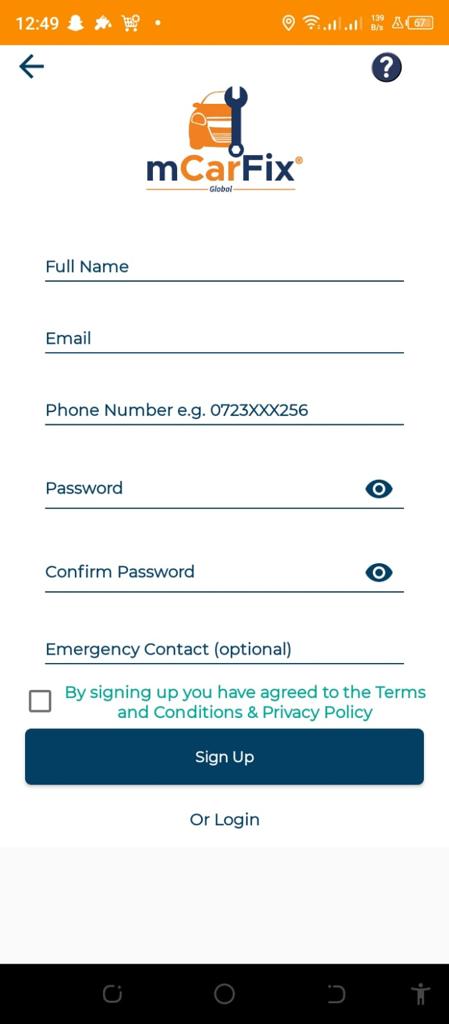 12:49
139
B/s
67
?
mCarFix®
Global
Full Name
Email
Phone Number e.g. 0723XXX256
Password
Confirm Password
Emergency Contact (optional)
By signing up you have agreed to the Terms
and Conditions & Privacy Policy
Sign Up
Or Login